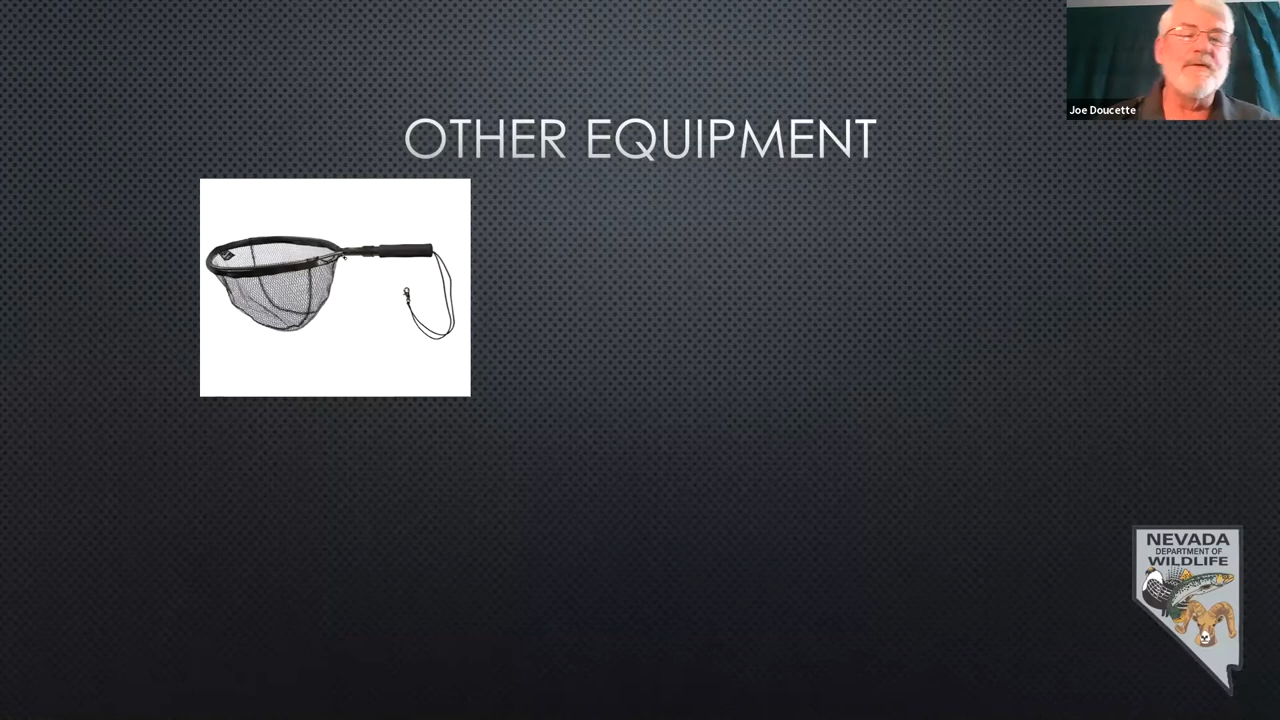 Joe Doucette
OTHER EQUIPMENT
NEVADA
DEPARTMENT OF
WILDLIFE